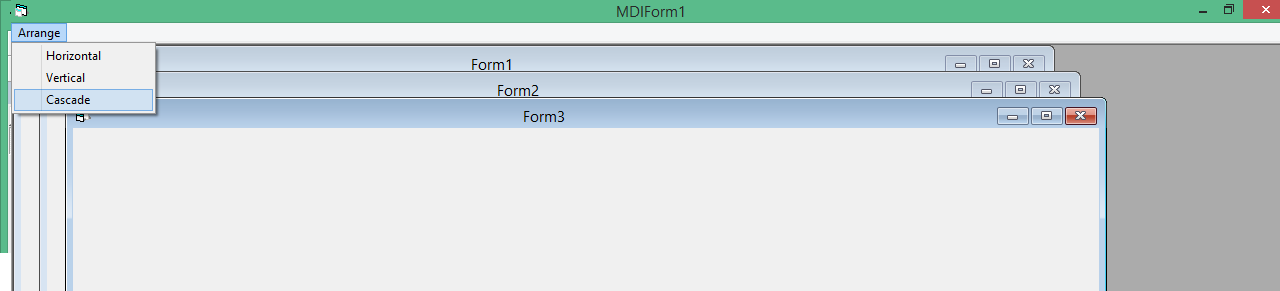 MDIForm1
Arrange
Horizontal
Vertical
Cascade
Form1
Form2
Form3